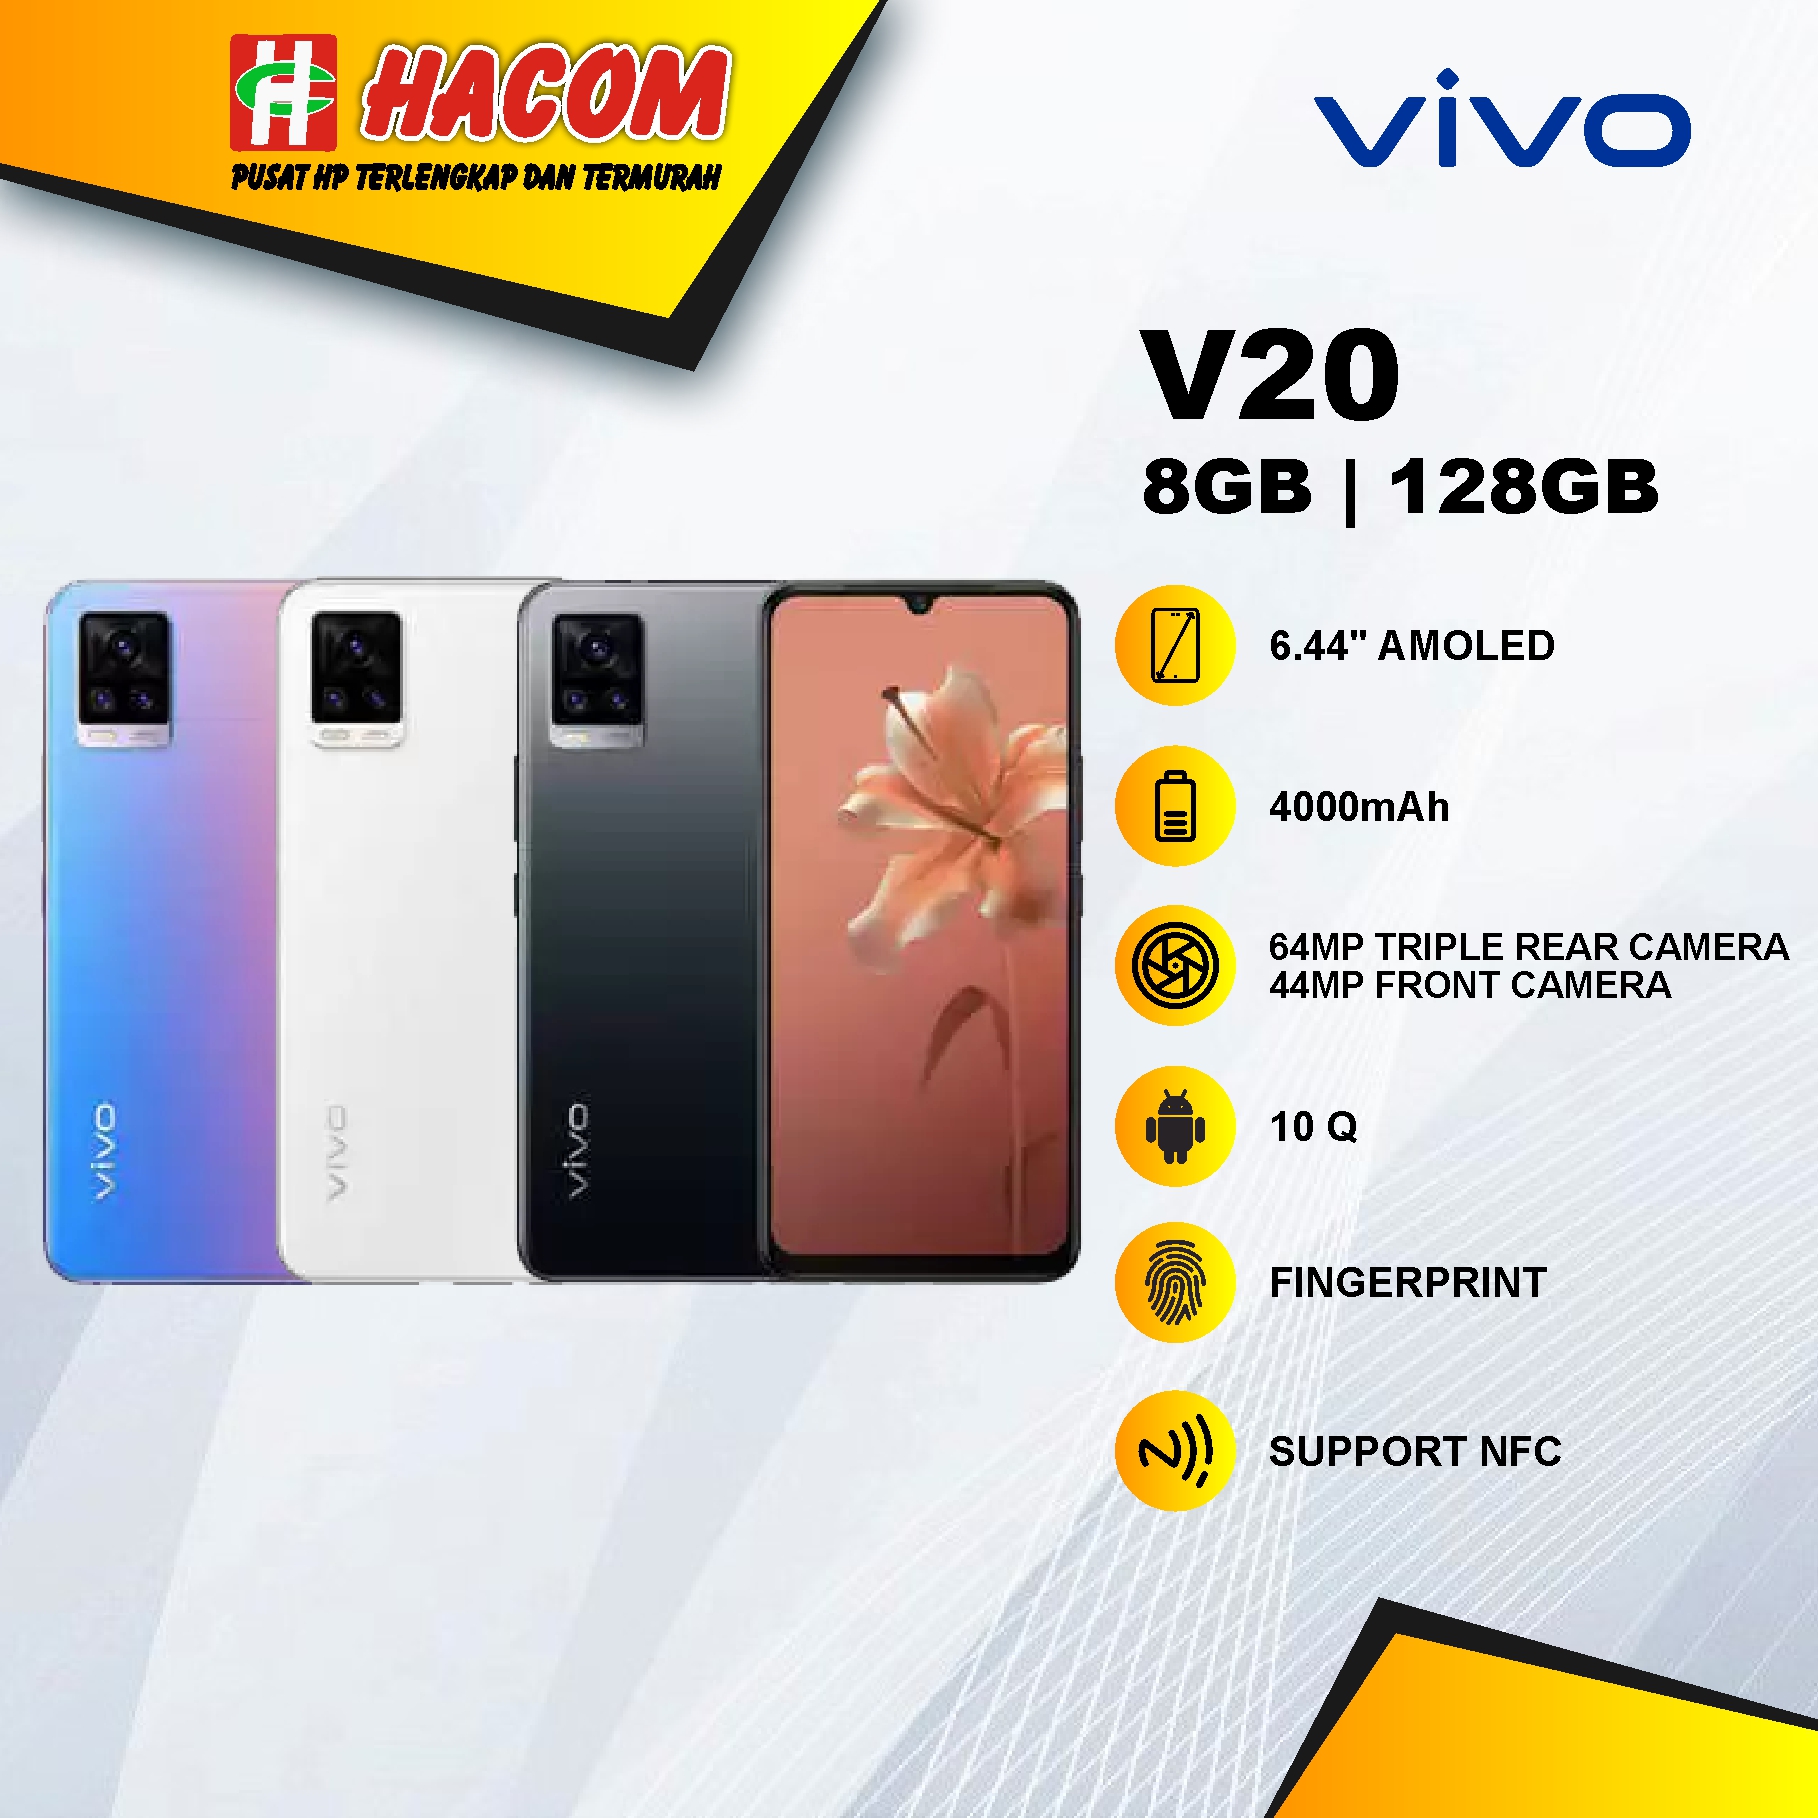 HACOM
PUSAT HP TERLENGKAP DAN TERMURAH
vivo
V20
8GB | 128GB
6.44" AMOLED
4000mAh
64MP TRIPLE REAR CAMERA
44MP FRONT CAMERA
10 Q
FINGERPRINT
SUPPORT NFC
vivo
vivo
vivo